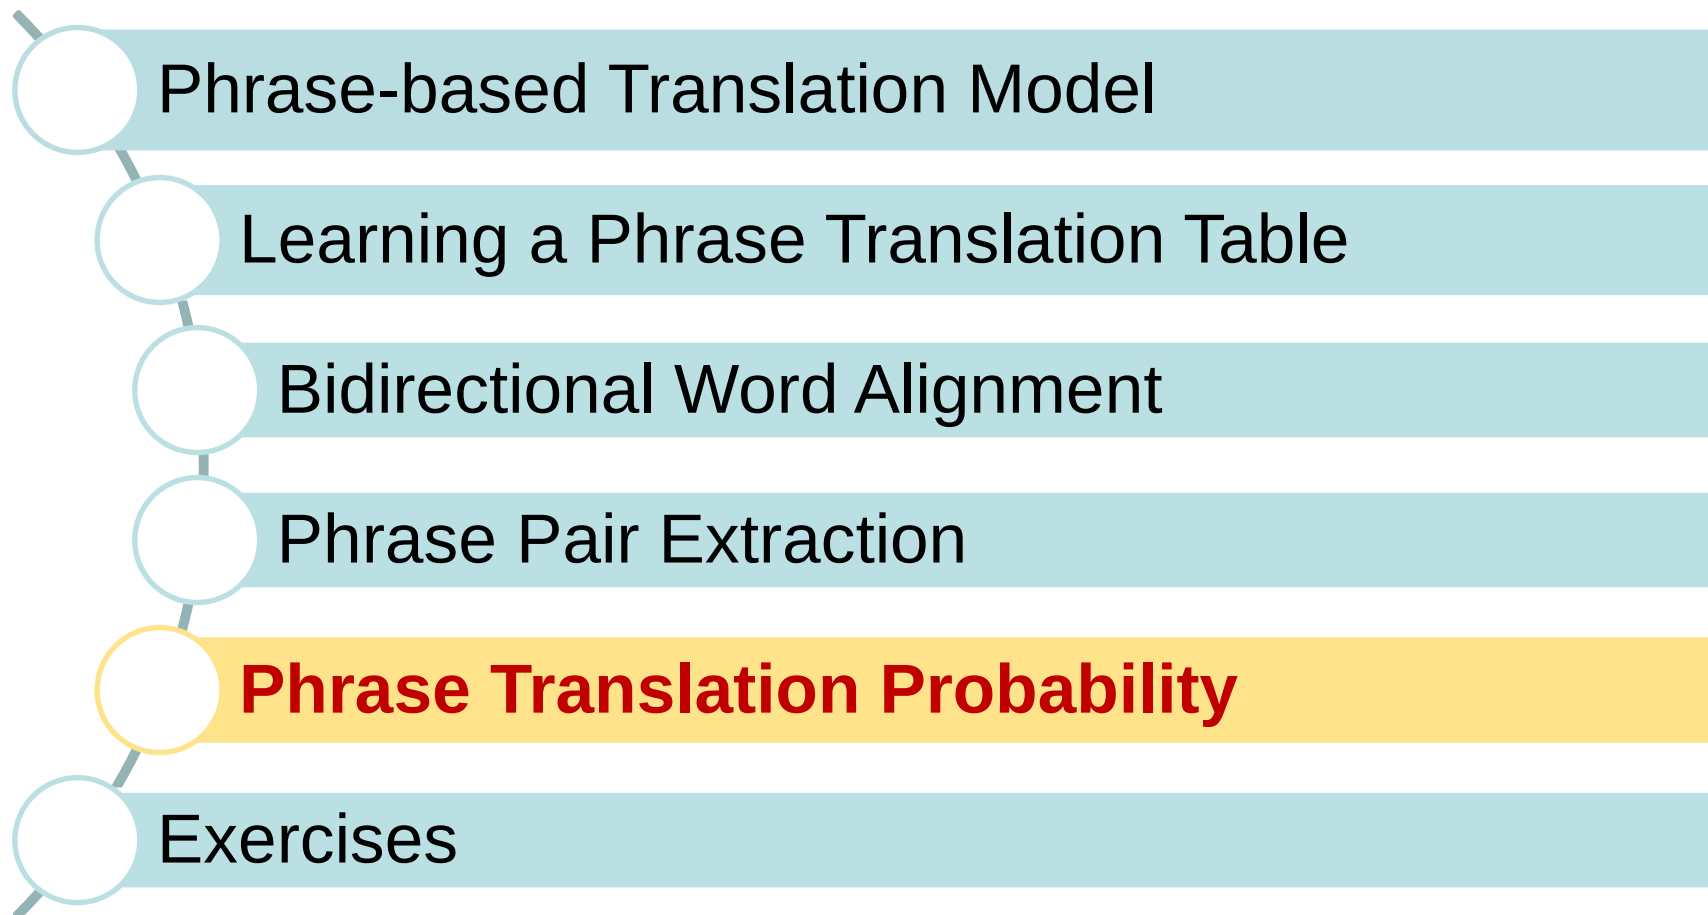 Phrase-based Translation Model
Learning a Phrase Translation Table
Bidirectional Word Alignment
Phrase Pair Extraction
Phrase Translation Probability
Exercises